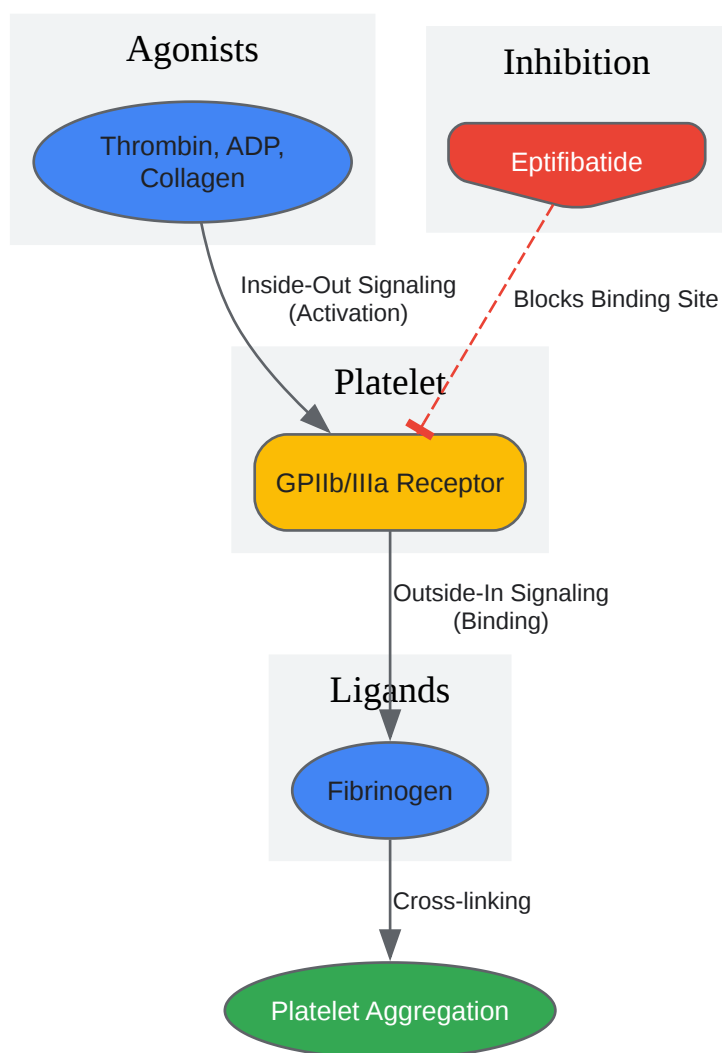 Agonists
Thrombin, ADP,
Collagen
Inhibition
Eptifibatide
Inside-Out Signaling
(Activation)
Blocks Binding Site
Platelet
GPIIb/IIIa Receptor
Outside-In Signaling
(Binding)
Ligands
Fibrinogen
Cross-linking
Platelet Aggregation